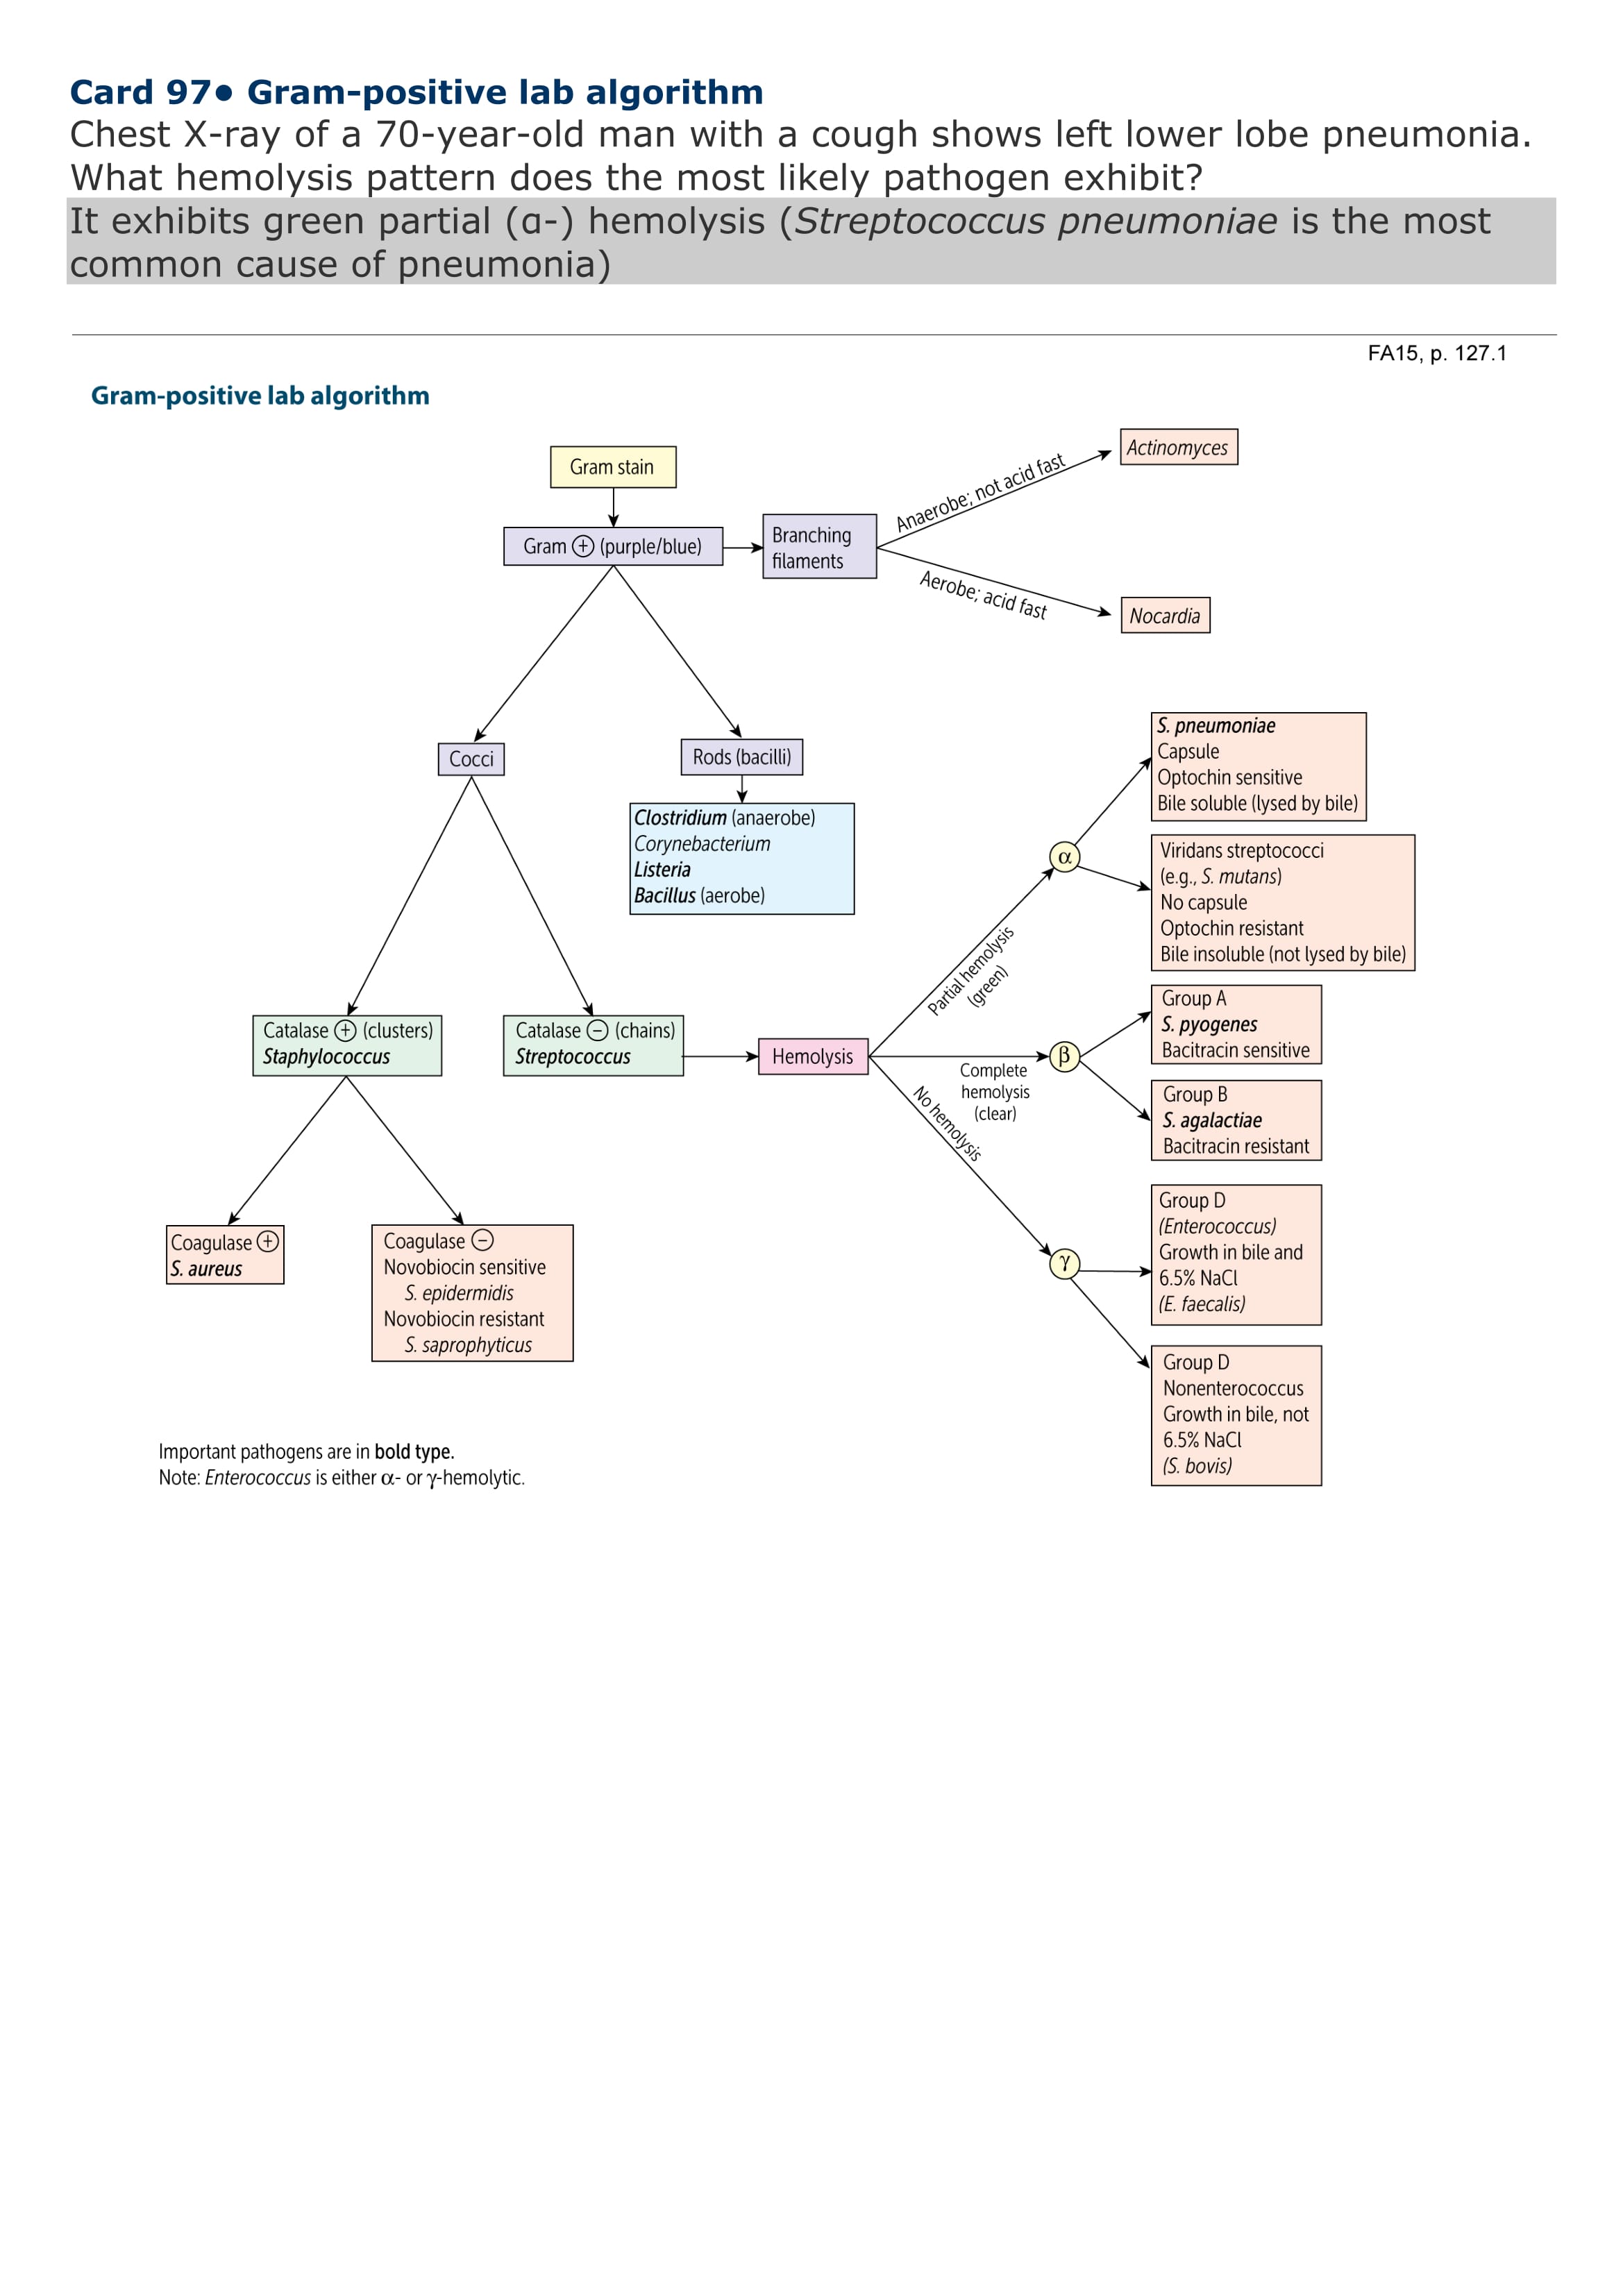 Card 97● Gram-positive lab algorithm
Chest X-ray of a 70-year-old man with a cough shows left lower lobe pneumonia.
What hemolysis pattern does the most likely pathogen exhibit?
It exhibits green partial (α-) hemolysis (Streptococcus pneumoniae is the most
common cause of pneumonia)
FA15, p. 127.1
Gram-positive lab algorithm
Gram stain
Gram ⊕ (purple/blue)
Branching
filaments
Anaerobe; not acid fast
Actinomyces
Aerobe; acid fast
Nocardia
Cocci
Rods (bacilli)
Clostridium (anaerobe)
Corynebacterium
Listeria
Bacillus (aerobe)
Catalase ⊕ (clusters)
Staphylococcus
Catalase ⊖ (chains)
Streptococcus
Hemolysis
Partial hemolysis
(green)
α
S. pneumoniae
Capsule
Optochin sensitive
Bile soluble (lysed by bile)
Viridans streptococci
(e.g., S. mutans)
No capsule
Optochin resistant
Bile insoluble (not lysed by bile)
Complete
hemolysis
(clear)
β
Group A
S. pyogenes
Bacitracin sensitive
Group B
S. agalactiae
Bacitracin resistant
No hemolysis
γ
Group D
(Enterococcus)
Growth in bile and
6.5% NaCl
(E. faecalis)
Group D
Nonenterococcus
Growth in bile, not
6.5% NaCl
(S. bovis)
Coagulase ⊕
S. aureus
Coagulase ⊖
Novobiocin sensitive
S. epidermidis
Novobiocin resistant
S. saprophyticus
Important pathogens are in bold type.
Note: Enterococcus is either α- or γ-hemolytic.